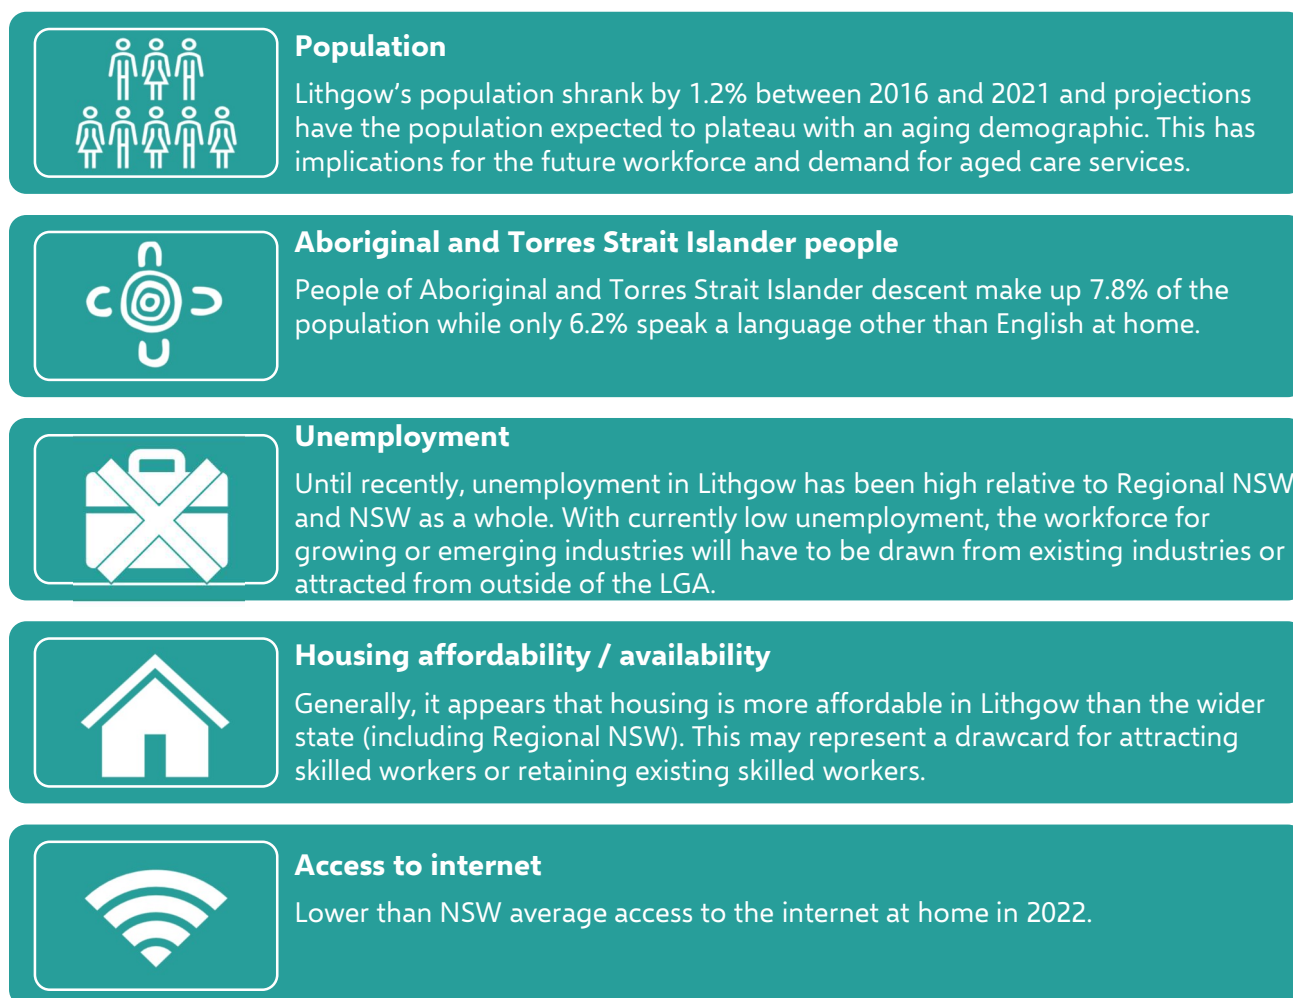 Population
Lithgow’s population shrank by 1.2% between 2016 and 2021 and projections
have the population expected to plateau with an aging demographic. This has
implications for the future workforce and demand for aged care services.
Aboriginal and Torres Strait Islander people
People of Aboriginal and Torres Strait Islander descent make up 7.8% of the
population while only 6.2% speak a language other than English at home.
Unemployment
Until recently, unemployment in Lithgow has been high relative to Regional NSW
and NSW as a whole. With currently low unemployment, the workforce for
growing or emerging industries will have to be drawn from existing industries or
attracted from outside of the LGA.
Housing affordability / availability
Generally, it appears that housing is more affordable in Lithgow than the wider
state (including Regional NSW). This may represent a drawcard for attracting
skilled workers or retaining existing skilled workers.
Access to internet
Lower than NSW average access to the internet at home in 2022.